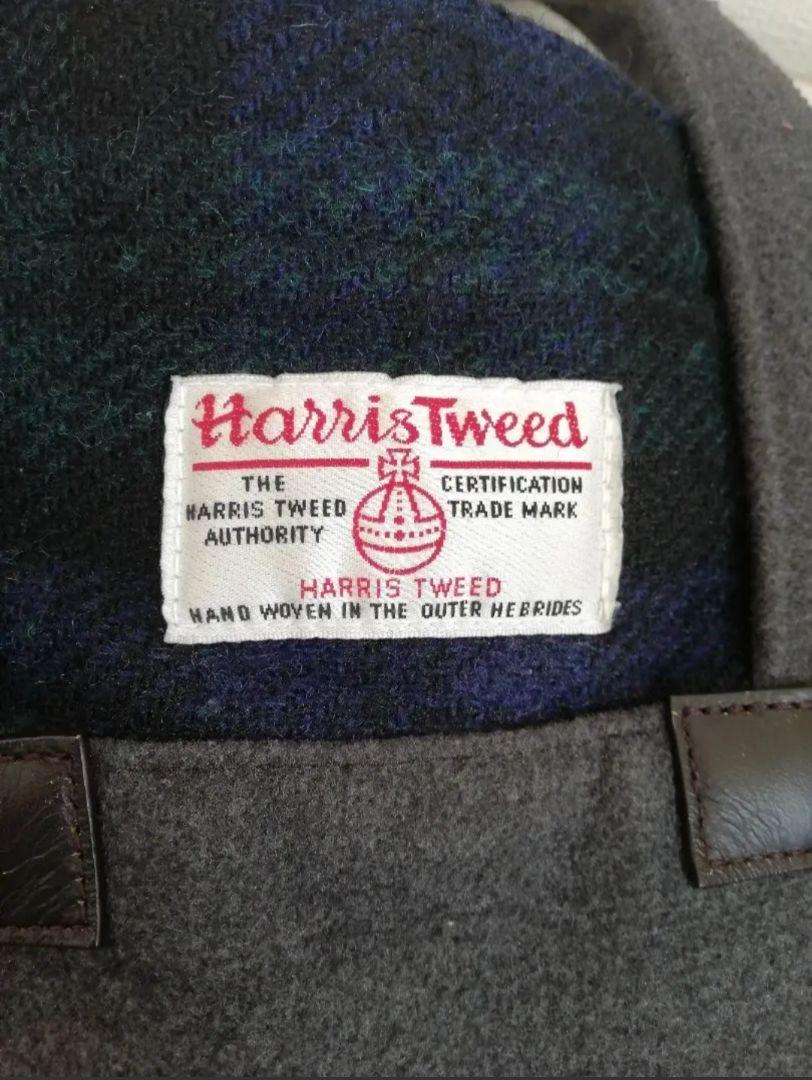 Harris Tweed
THE
HARRIS TWEED
AUTHORITY
CERTIFICATION
TRADE MARK
HARRIS TWEED
HAND WOVEN IN THE OUTER HEBRIDES